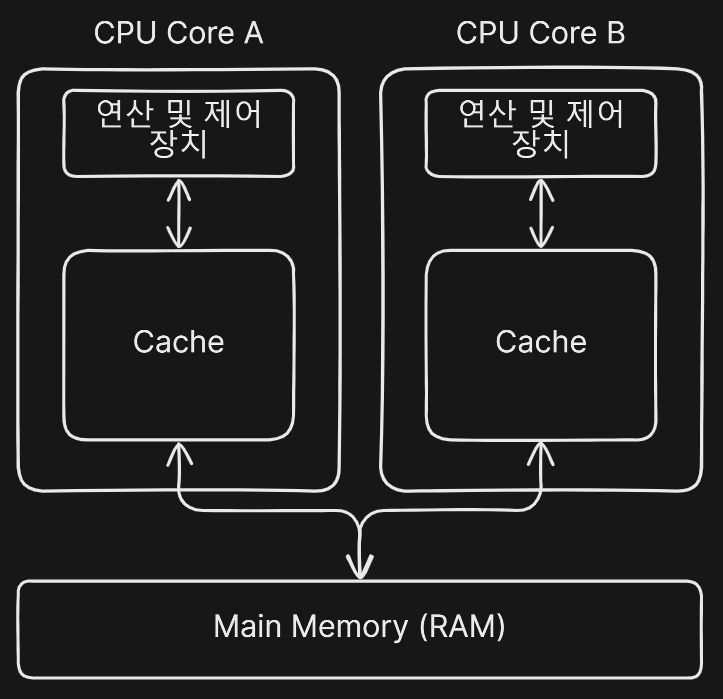 CPU Core A
CPU Core B
연산 및 제어
장치
연산 및 제어
장치
Cache
Cache
Main Memory (RAM)